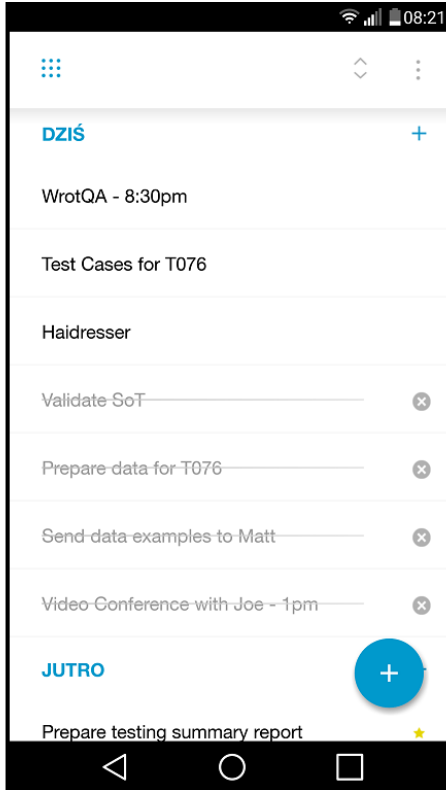 08:21
DZIŚ
WrotQA - 8:30pm
Test Cases for T076
Haidresser
Validate SoT
Prepare data for T076
Send data examples to Matt
Video Conference with Joe - 1pm
JUTRO
Prepare testing summary report